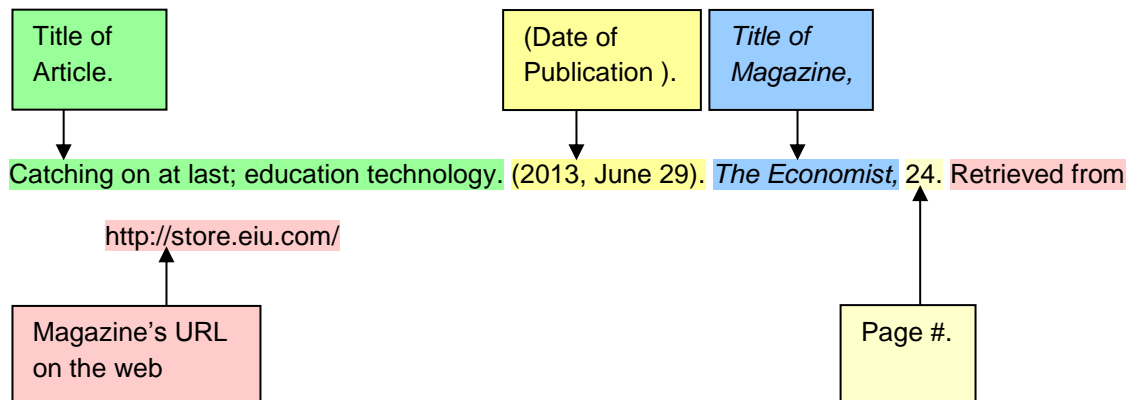 Title of
Article.
(Date of
Publication ).
Title of
Magazine,
Catching on at last; education technology. (2013, June 29). The Economist, 24. Retrieved from
http://store.eiu.com/
Magazine’s URL
on the web
Page #.